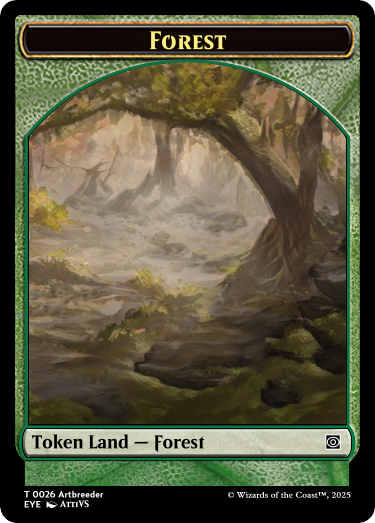 Forest
Token Land — Forest
T 0026 Artbreeder
EYE AttiVS
© Wizards of the Coast™, 2025